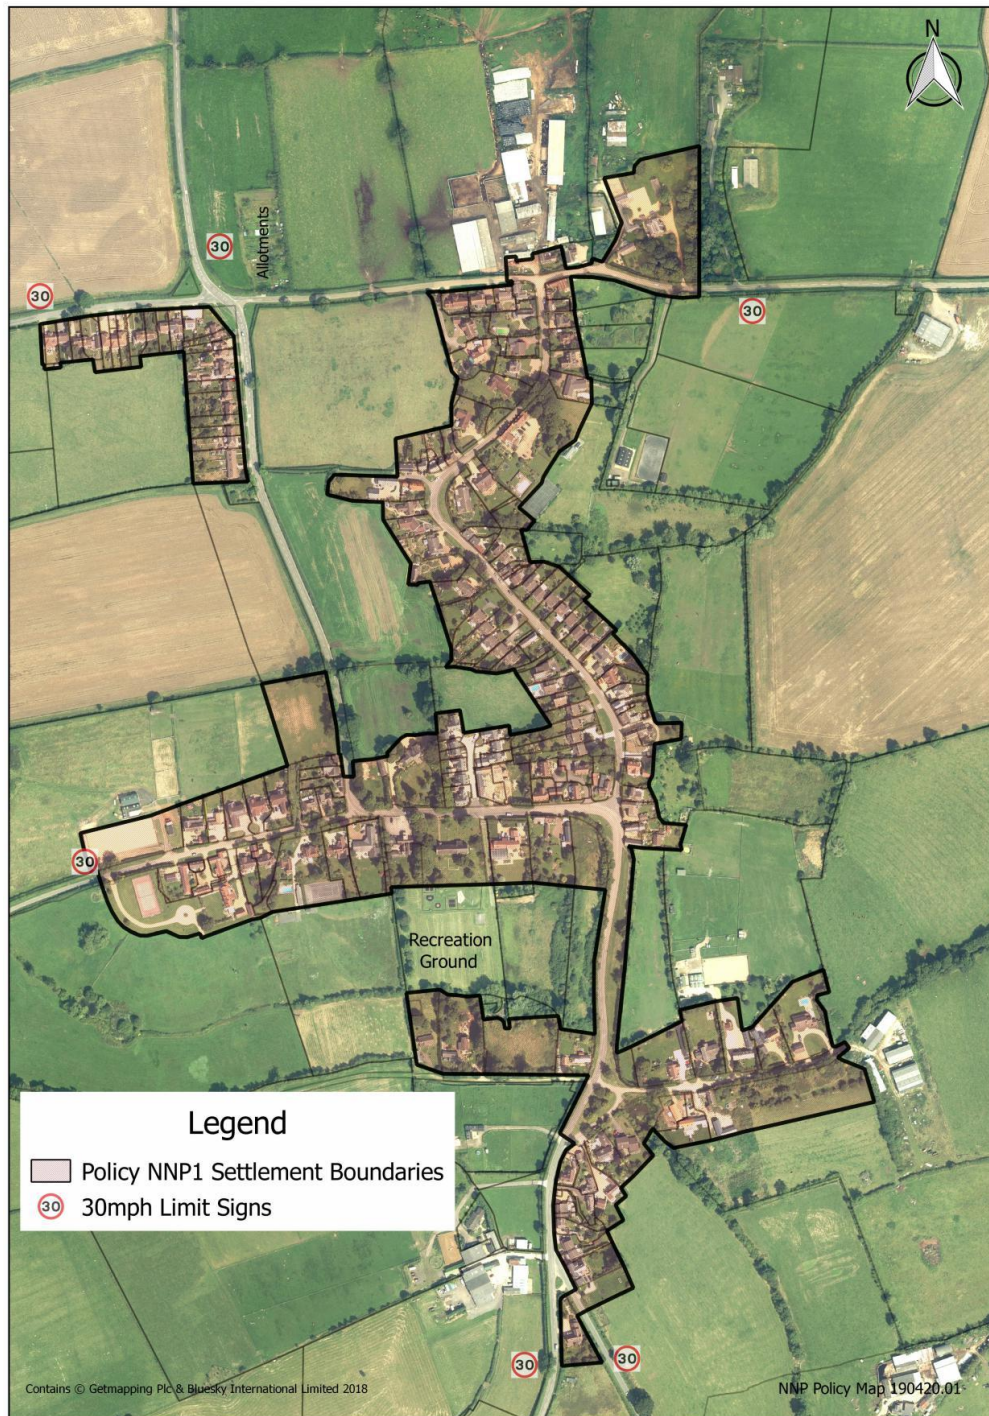 N
30
30
Allotments
30
30
Recreation
Ground
Legend
Policy NNP1 Settlement Boundaries
30 30mph Limit Signs
30
30
Contains © Getmapping Plc & Bluesky International Limited 2018
NNP Policy Map 190420.01